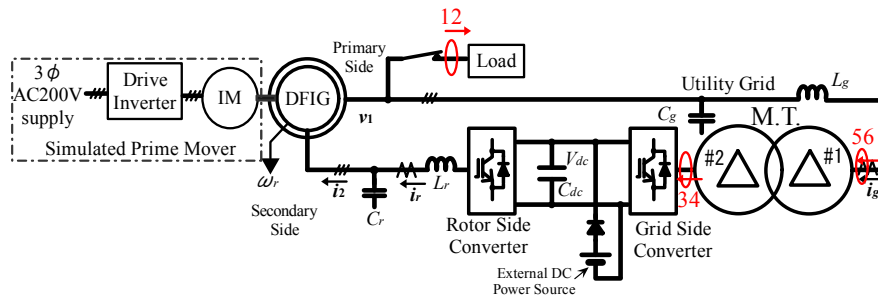 12
Primary
Side
Load
3 ϕ
AC200V
supply
Drive
Inverter
IM
DFIG
Simulated Prime Mover
v1
Utility Grid
Lg
Cg
M.T.
#2
#1
56
ig
34
ωr
i2
ir
Lr
Cr
Secondary
Side
Vdc
Cdc
Rotor Side
Converter
Grid Side
Converter
External DC
Power Source